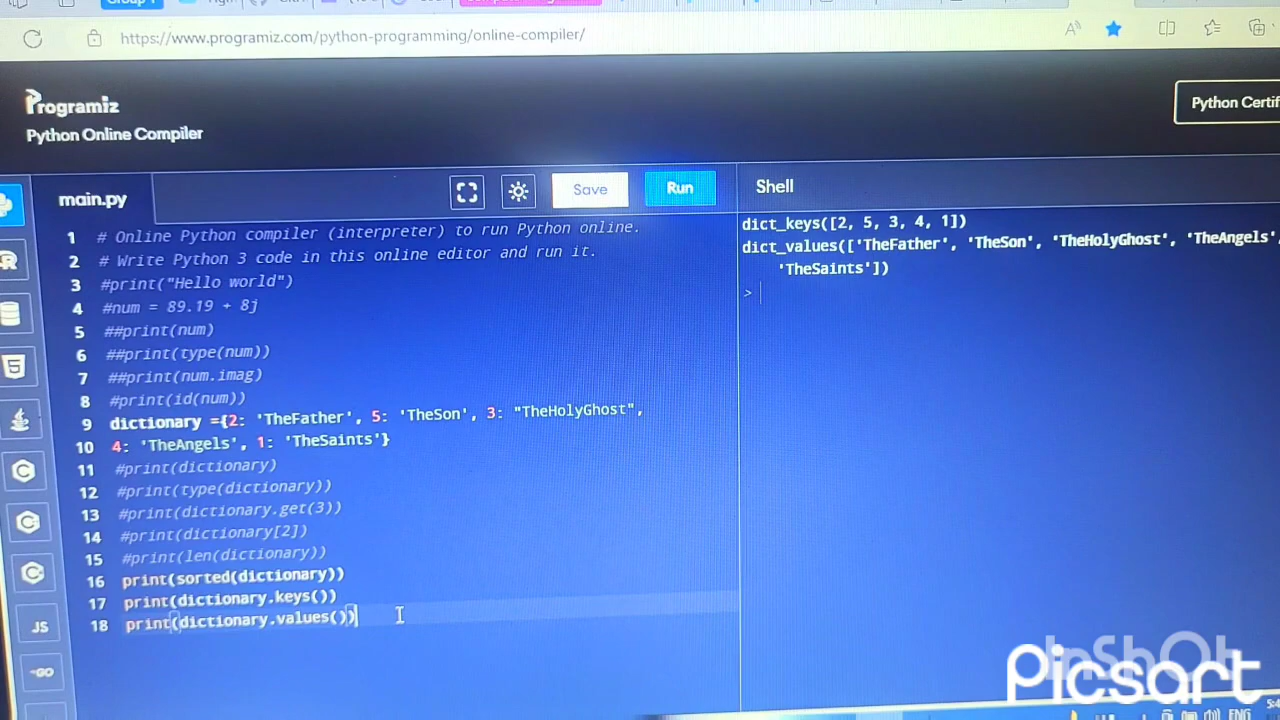 Group 1
https://www.programiz.com/python-programming/online-compiler/
Programiz
Python Online Compiler
Python Certif
main.py
Save
Run
Shell
1 # Online Python compiler (interpreter) to run Python online.
2 # Write Python 3 code in this online editor and run it.
3 #print("Hello world")
4 #num = 89.19 + 8j
5 ##print(num)
6 ##print(type(num))
7 ##print(num.imag)
8 #print(id(num))
9 dictionary ={2: 'TheFather', 5: 'TheSon', 3: "TheHolyGhost",
10 4: 'TheAngels', 1: 'TheSaints'}
11 #print(dictionary)
12 #print(type(dictionary))
13 #print(dictionary.get(3))
14 #print(dictionary[2])
15 #print(len(dictionary))
16 print(sorted(dictionary))
17 print(dictionary.keys())
18 print(dictionary.values())
dict_keys([2, 5, 3, 4, 1])
dict_values(['TheFather', 'TheSon', 'TheHolyGhost', 'TheAngels',
'TheSaints'])
>
JS
GO
InShOt
Picsart
ENG